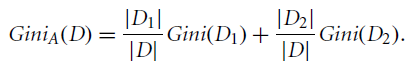 Gini_A(D) = |D_1|/|D| Gini(D_1) + |D_2|/|D| Gini(D_2).